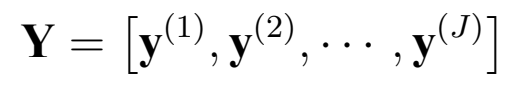 Y = [y^(1), y^(2), ⋯ , y^(J)]